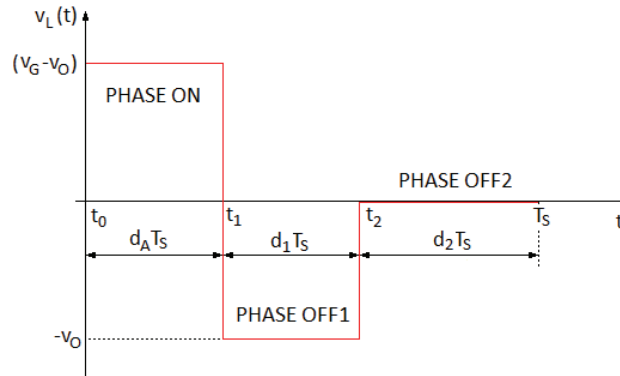 v_L(t)
(v_G-v_O)
PHASE ON
PHASE OFF2
t_0
t_1
t_2
T_S
t
d_AT_S
d_1T_S
d_2T_S
PHASE OFF1
-v_O